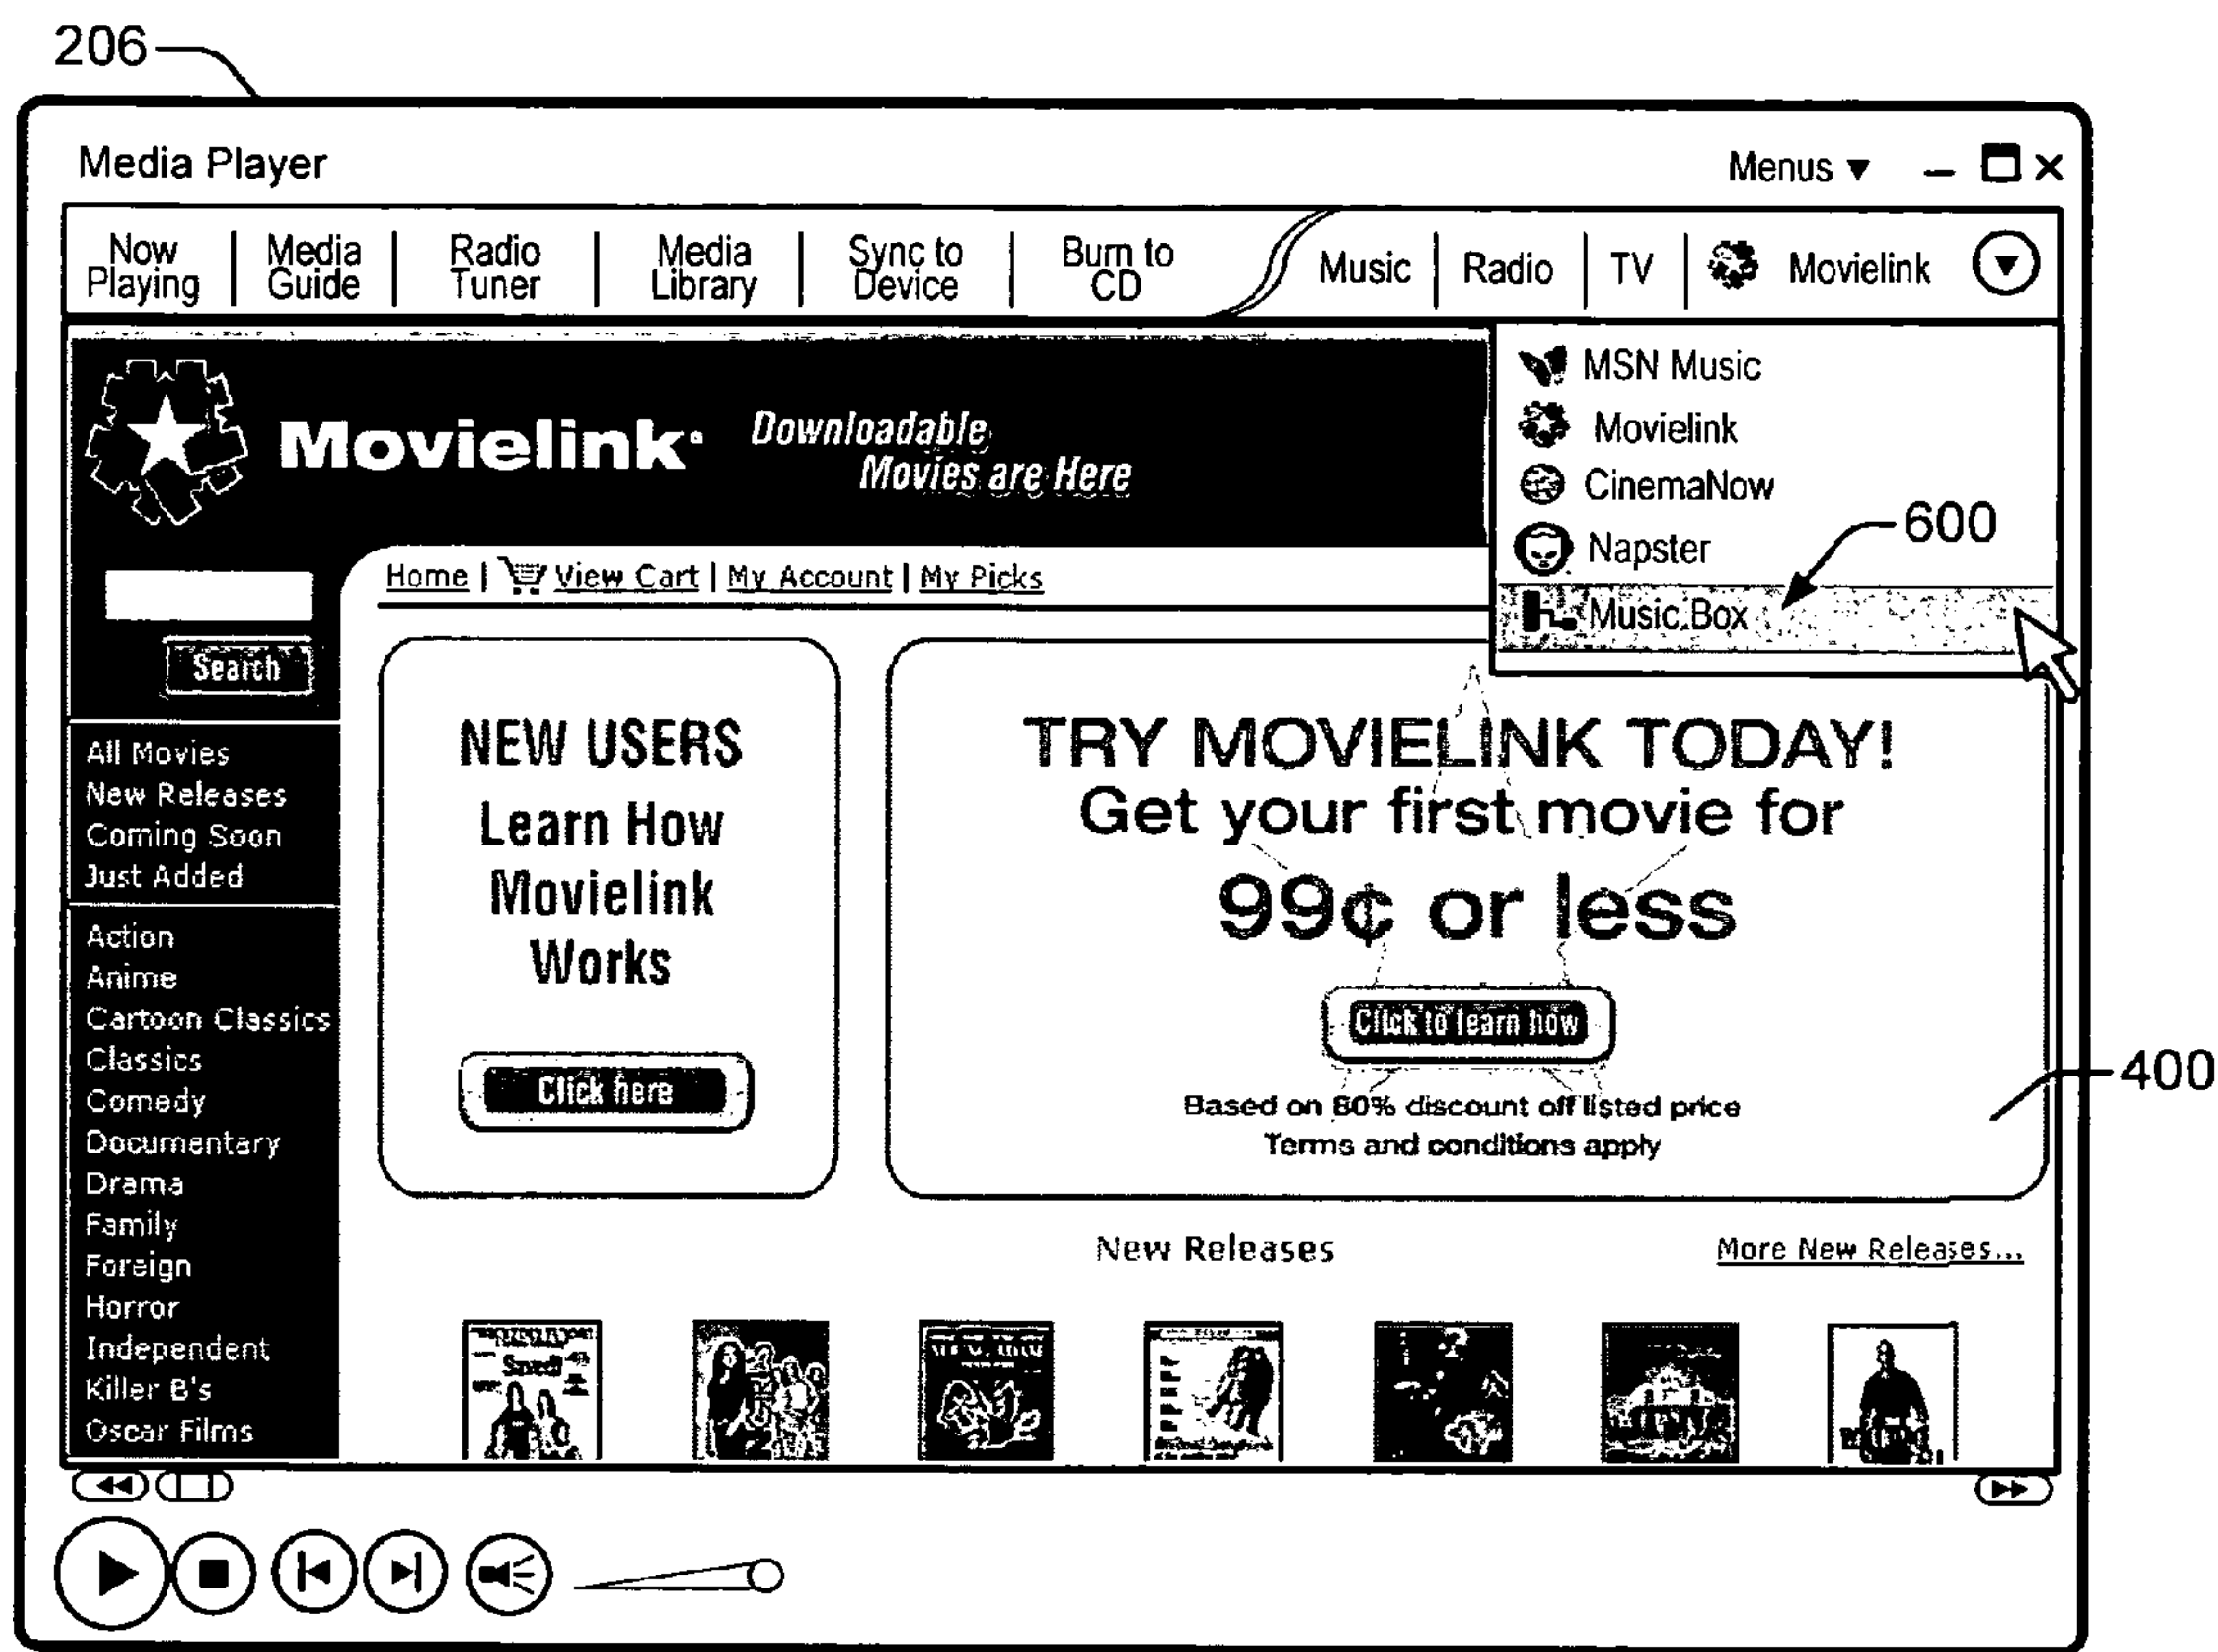 206
Media Player
Menus ▼
Now Playing | Media Guide | Radio Tuner | Media Library | Sync to Device | Burn to CD
Music | Radio | TV | Movielink
MSN Music
Movielink
CinemaNow
Napster
Music Box
600
Movielink
Downloadable
Movies are Here
Home | View Cart | My Account | My Picks
Search
All Movies
New Releases
Coming Soon
Just Added
Action
Anime
Cartoon Classics
Classics
Comedy
Documentary
Drama
Family
Foreign
Horror
Independent
Killer B's
Oscar Films
NEW USERS
Learn How
Movielink
Works
Click here
TRY MOVIELINK TODAY!
Get your first movie for
99¢ or less
Click to learn how
Based on 60% discount off listed price
Terms and conditions apply
400
New Releases
More New Releases...